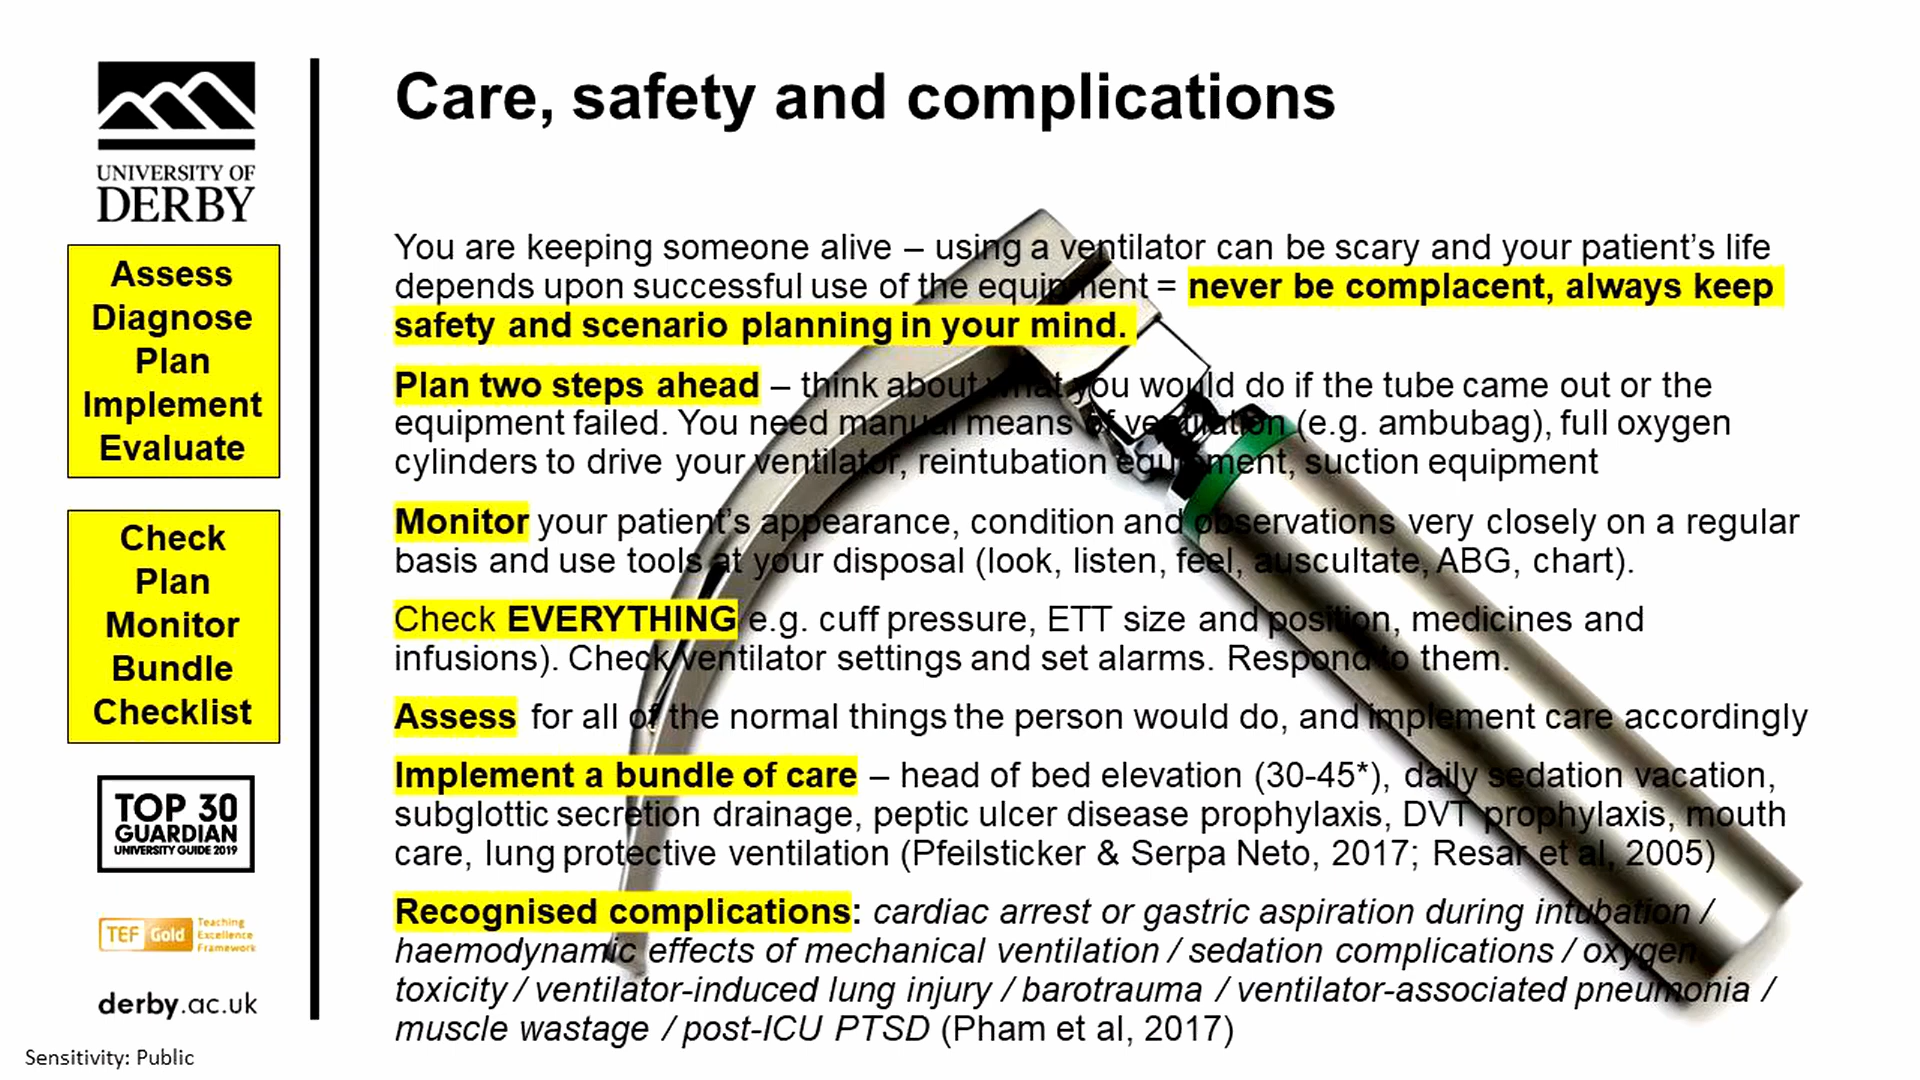 Care, safety and complications
UNIVERSITY OF
DERBY
Assess
Diagnose
Plan
Implement
Evaluate
Check
Plan
Monitor
Bundle
Checklist
TOP 30
GUARDIAN
UNIVERSITY GUIDE 2019
TEF Gold
Teaching
Excellence
Framework
derby.ac.uk
Sensitivity: Public
You are keeping someone alive – using a ventilator can be scary and your patient's life
depends upon successful use of the equipment = never be complacent, always keep
safety and scenario planning in your mind.
Plan two steps ahead – think about what you would do if the tube came out or the
equipment failed. You need manual means of ventilation (e.g. ambubag), full oxygen
cylinders to drive your ventilator, reintubation equipment, suction equipment
Monitor your patient's appearance, condition and observations very closely on a regular
basis and use tools at your disposal (look, listen, feel, auscultate, ABG, chart).
Check EVERYTHING e.g. cuff pressure, ETT size and position, medicines and
infusions). Check ventilator settings and set alarms. Respond to them.
Assess for all of the normal things the person would do, and implement care accordingly
Implement a bundle of care – head of bed elevation (30-45*), daily sedation vacation,
subglottic secretion drainage, peptic ulcer disease prophylaxis, DVT prophylaxis, mouth
care, lung protective ventilation (Pfeilsticker & Serpa Neto, 2017; Resar et al, 2005)
Recognised complications: cardiac arrest or gastric aspiration during intubation /
haemodynamic effects of mechanical ventilation / sedation complications / oxygen
toxicity / ventilator-induced lung injury / barotrauma / ventilator-associated pneumonia /
muscle wastage / post-ICU PTSD (Pham et al, 2017)